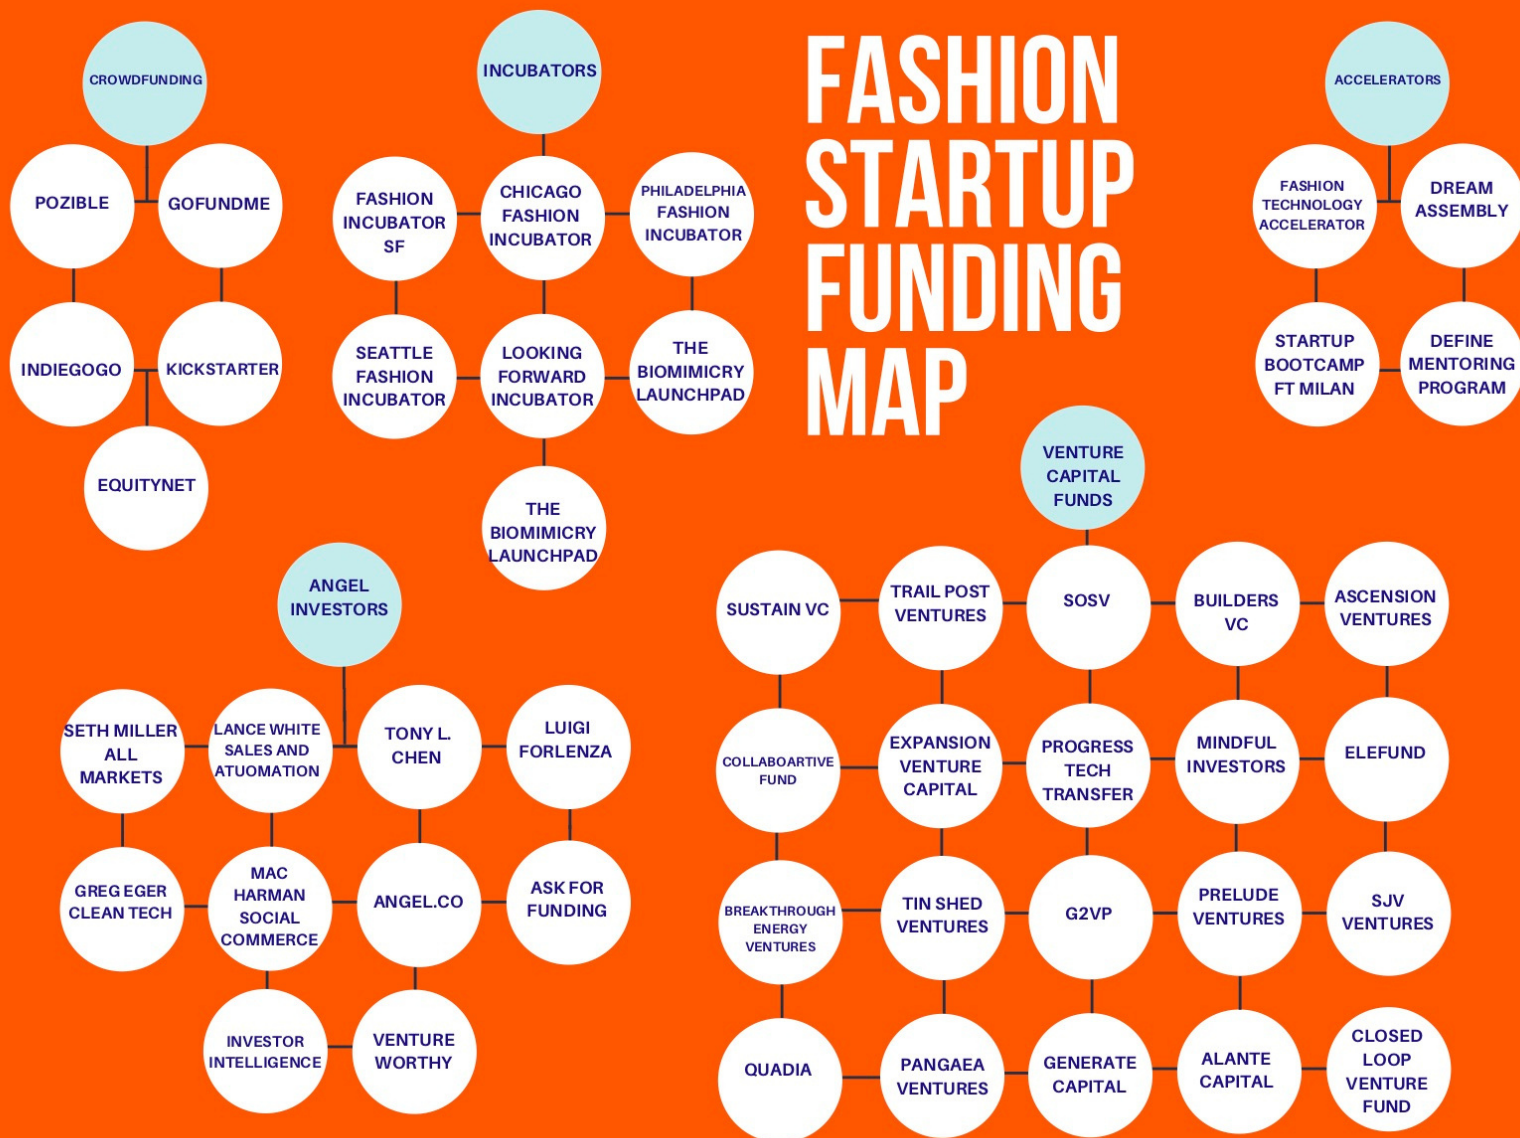 FASHION
STARTUP
FUNDING
MAP
CROWDFUNDING
POZIBLE
GOFUNDME
INDIEGOGO
KICKSTARTER
EQUITYNET
INCUBATORS
FASHION
INCUBATOR
SF
CHICAGO
FASHION
INCUBATOR
PHILADELPHIA
FASHION
INCUBATOR
SEATTLE
FASHION
INCUBATOR
LOOKING
FORWARD
INCUBATOR
THE
BIOMIMICRY
LAUNCHPAD
THE
BIOMIMICRY
LAUNCHPAD
ACCELERATORS
FASHION
TECHNOLOGY
ACCELERATOR
DREAM
ASSEMBLY
STARTUP
BOOTCAMP
FT MILAN
DEFINE
MENTORING
PROGRAM
ANGEL
INVESTORS
SETH MILLER
ALL
MARKETS
LANCE WHITE
SALES AND
ATUOMATION
TONY L.
CHEN
LUIGI
FORLENZA
GREG EGER
CLEAN TECH
MAC
HARMAN
SOCIAL
COMMERCE
ANGEL.CO
ASK FOR
FUNDING
INVESTOR
INTELLIGENCE
VENTURE
WORTHY
VENTURE
CAPITAL
FUNDS
SUSTAIN VC
TRAIL POST
VENTURES
SOSV
BUILDERS
VC
ASCENSION
VENTURES
COLLABOARTIVE
FUND
EXPANSION
VENTURE
CAPITAL
PROGRESS
TECH
TRANSFER
MINDFUL
INVESTORS
ELEFUND
BREAKTHROUGH
ENERGY
VENTURES
TIN SHED
VENTURES
G2VP
PRELUDE
VENTURES
SJV
VENTURES
QUADIA
PANGAEA
VENTURES
GENERATE
CAPITAL
ALANTE
CAPITAL
CLOSED
LOOP
VENTURE
FUND